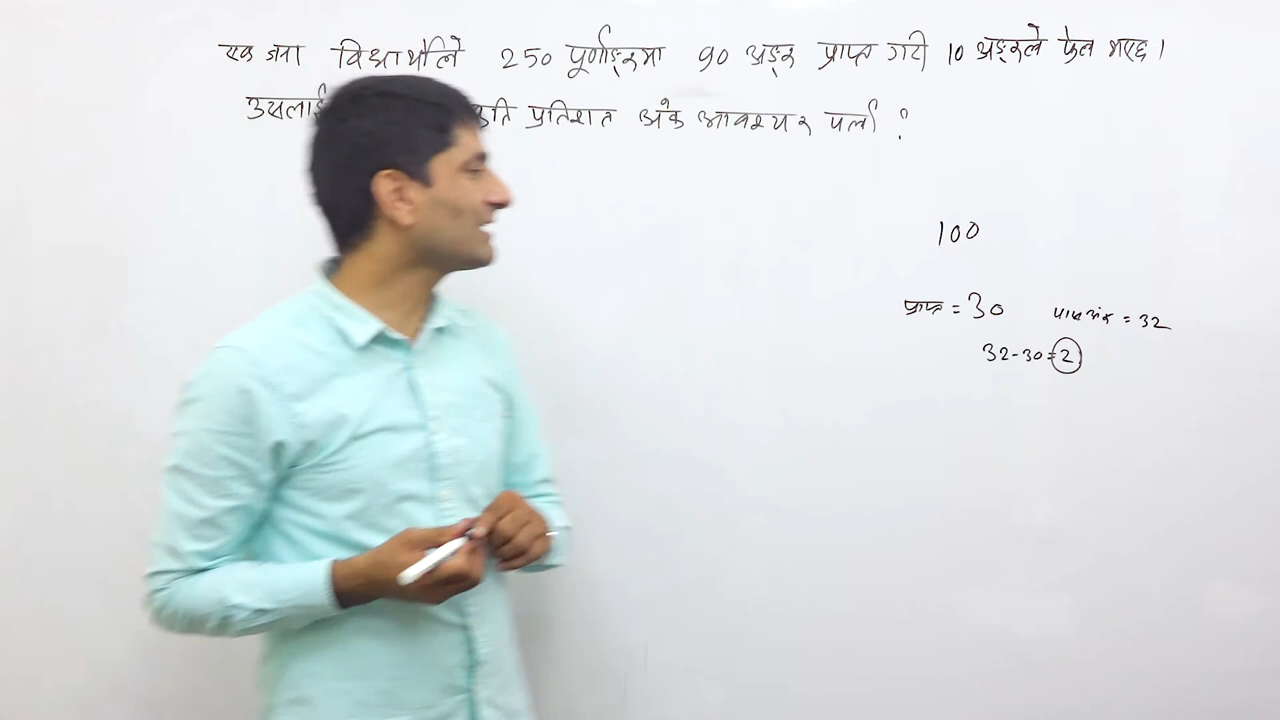 एक जना विद्यार्थीले 250 पूर्णाङ्कमा 90 अङ्क प्राप्त गरी 10 अङ्कले फेल भएछ।
उसलाई प्रतिशत अंक आवश्यक पर्ला ?
100
प्राप्त = 30 पास अंक = 32
32-30=2